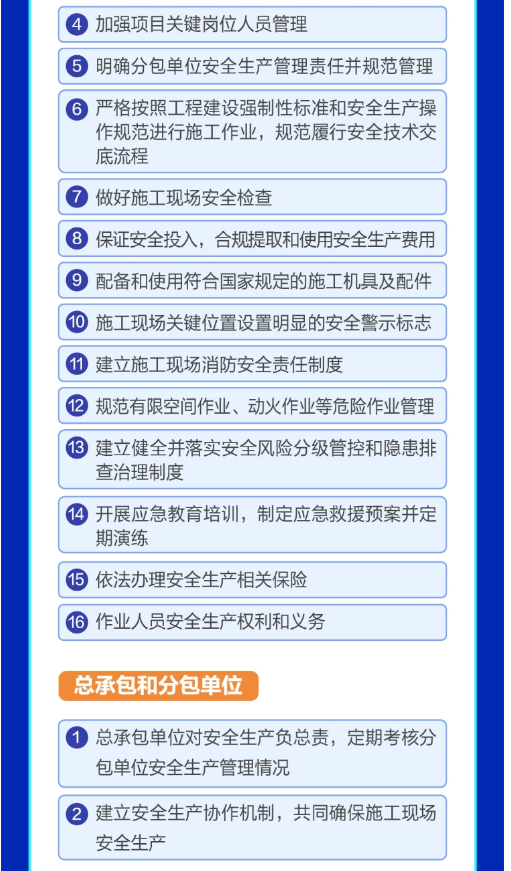 4 加强项目关键岗位人员管理
5 明确分包单位安全生产管理责任并规范管理
6 严格按照工程建设强制性标准和安全生产操
作规范进行施工作业，规范履行安全技术交
底流程
7 做好施工现场安全检查
8 保证安全投入，合规提取和使用安全生产费用
9 配备和使用符合国家规定的施工机具及配件
10 施工现场关键位置设置明显的安全警示标志
11 建立施工现场消防安全责任制度
12 规范有限空间作业、动火作业等危险作业管理
13 建立健全并落实安全风险分级管控和隐患排
查治理制度
14 开展应急教育培训，制定应急救援预案并定
期演练
15 依法办理安全生产相关保险
16 作业人员安全生产权利和义务
总承包和分包单位
1 总承包单位对安全生产负总责，定期考核分
包单位安全生产管理情况
2 建立安全生产协作机制，共同确保施工现场
安全生产